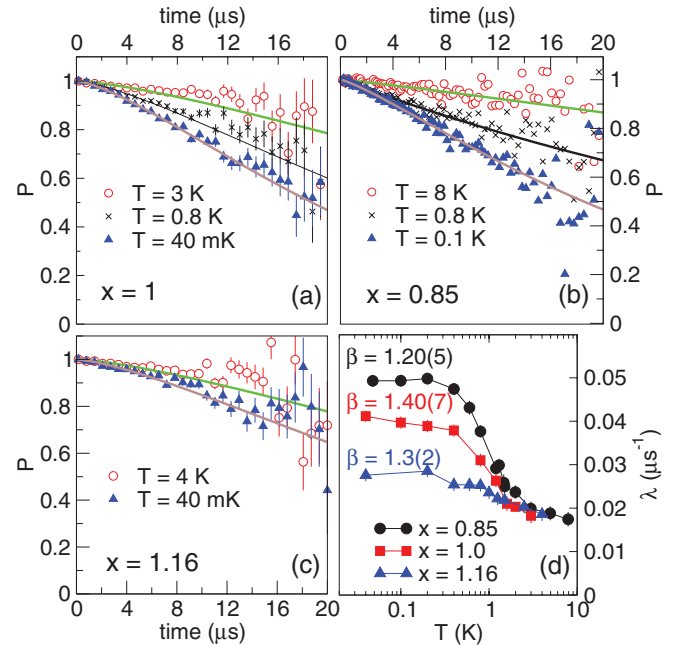 time (μs)
time (μs)
0 4 8 12 16 20
0 4 8 12 16 20
1
0.8
0.6
0.4
0.2
0
P
T = 3 K
T = 0.8 K
T = 40 mK
x = 1
(a)
T = 8 K
T = 0.8 K
T = 0.1 K
x = 0.85
(b)
1
0.8
0.6
0.4
0.2
0
P
1
0.8
0.6
0.4
0.2
0
P
T = 4 K
T = 40 mK
x = 1.16
(c)
0 4 8 12 16 20
time (μs)
β = 1.20(5)
β = 1.40(7)
β = 1.3(2)
x = 0.85
x = 1.0
x = 1.16
(d)
0.05
0.04
0.03
0.02
0.01
λ (μs⁻¹)
0.1 1 10
T (K)